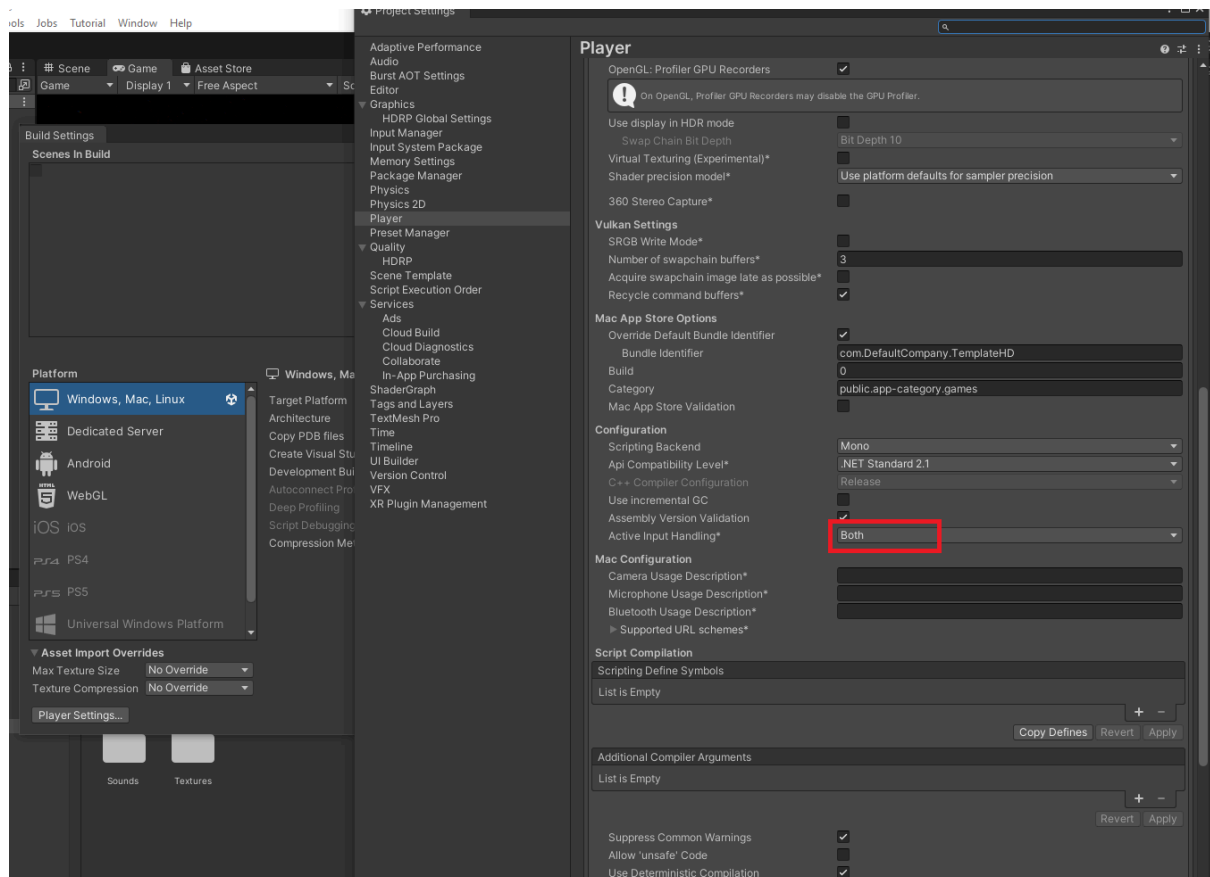 ools Jobs Tutorial Window Help
Project Settings
# Scene Game Asset Store
Game Display 1 Free Aspect Sc
Build Settings
Scenes In Build
Platform
Windows, Mac, Linux
Dedicated Server
Android
WebGL
iOS iOS
PS4 PS4
PS5 PS5
Universal Windows Platform
Windows, Ma
Target Platform
Architecture
Copy PDB files
Create Visual Stu
Development Bui
Autoconnect Pro
Deep Profiling
Script Debugging
Compression Met
Asset Import Overrides
Max Texture Size No Override
Texture Compression No Override
Player Settings...
Sounds Textures
Adaptive Performance
Audio
Burst AOT Settings
Editor
Graphics
HDRP Global Settings
Input Manager
Input System Package
Memory Settings
Package Manager
Physics
Physics 2D
Player
Preset Manager
Quality
HDRP
Scene Template
Script Execution Order
Services
Ads
Cloud Build
Cloud Diagnostics
Collaborate
In-App Purchasing
ShaderGraph
Tags and Layers
TextMesh Pro
Time
Timeline
UI Builder
Version Control
VFX
XR Plugin Management
Player
OpenGL: Profiler GPU Recorders
On OpenGL, Profiler GPU Recorders may disable the GPU Profiler.
Use display in HDR mode
Swap Chain Bit Depth Bit Depth 10
Virtual Texturing (Experimental)*
Shader precision model* Use platform defaults for sampler precision
360 Stereo Capture*
Vulkan Settings
SRGB Write Mode*
Number of swapchain buffers* 3
Acquire swapchain image late as possible*
Recycle command buffers*
Mac App Store Options
Override Default Bundle Identifier
Bundle Identifier com.DefaultCompany.TemplateHD
Build 0
Category public.app-category.games
Mac App Store Validation
Configuration
Scripting Backend Mono
Api Compatibility Level* .NET Standard 2.1
C++ Compiler Configuration Release
Use incremental GC
Assembly Version Validation
Active Input Handling* Both
Mac Configuration
Camera Usage Description*
Microphone Usage Description*
Bluetooth Usage Description*
Supported URL schemes*
Script Compilation
Scripting Define Symbols
List is Empty
+ -
Copy Defines Revert Apply
Additional Compiler Arguments
List is Empty
+ -
Revert Apply
Suppress Common Warnings
Allow 'unsafe' Code
Use Deterministic Compilation